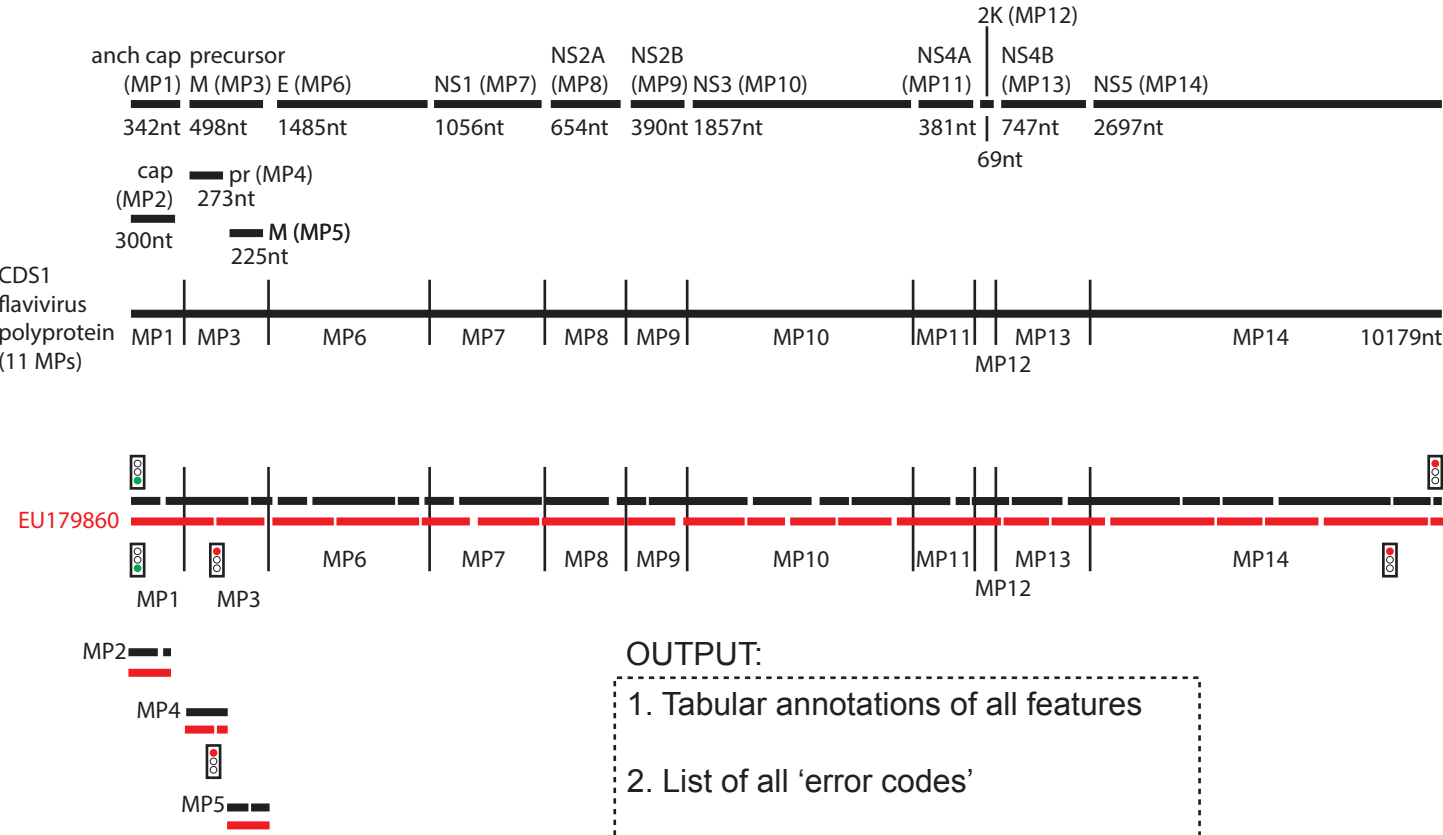 2K (MP12)
anch cap precursor NS2A NS2B NS4A NS4B
(MP1) M (MP3) E (MP6) NS1 (MP7) (MP8) (MP9) NS3 (MP10) (MP11) (MP13) NS5 (MP14)
342nt 498nt 1485nt 1056nt 654nt 390nt 1857nt 381nt 747nt 2697nt
69nt
cap pr (MP4)
(MP2) 273nt
M (MP5)
300nt
225nt
CDS1
flavivirus
polyprotein MP1 MP3 MP6 MP7 MP8 MP9 MP10 MP11 MP13 MP14 10179nt
(11 MPs) MP12
EU179860
MP6 MP7 MP8 MP9 MP10 MP11 MP13 MP14
MP12
MP1 MP3
MP2
OUTPUT:
MP4
1. Tabular annotations of all features
2. List of all ‘error codes’
MP5